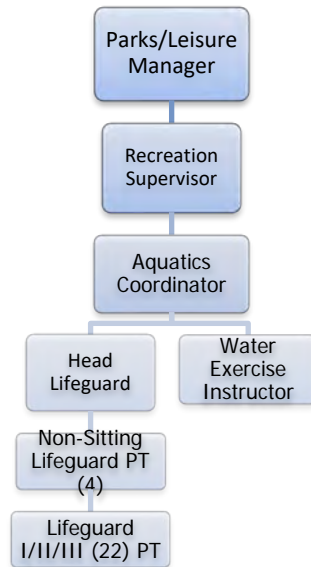 Parks/Leisure
Manager
Recreation
Supervisor
Aquatics
Coordinator
Head
Lifeguard
Water
Exercise
Instructor
Non-Sitting
Lifeguard PT
(4)
Lifeguard
I/II/III (22) PT